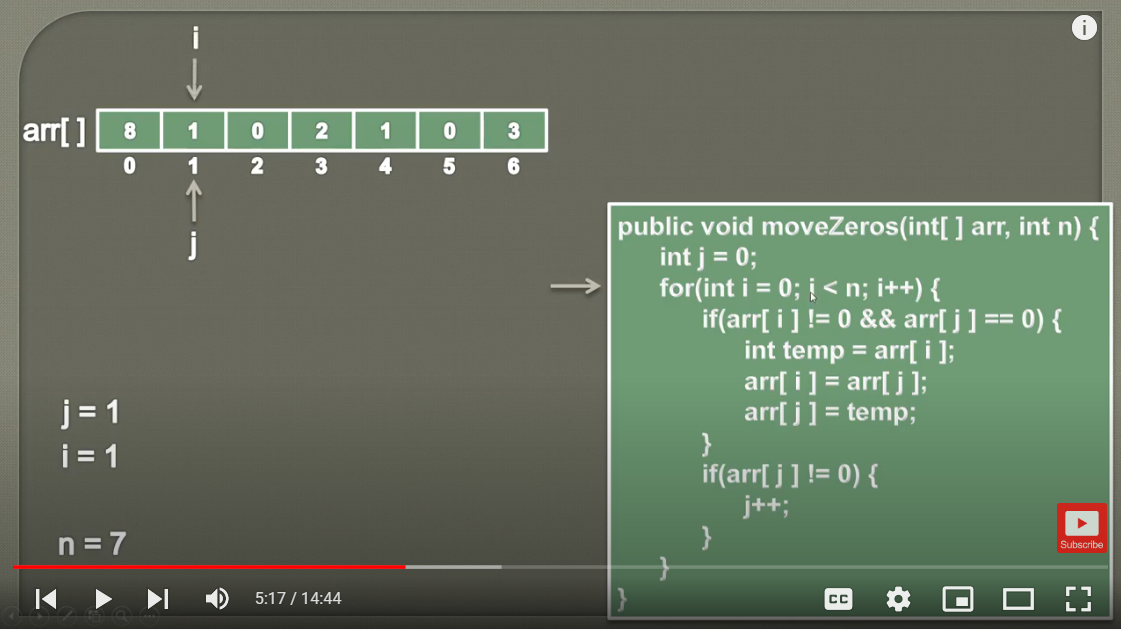 i
arr[ ] 8 1 0 2 1 0 3
0 1 2 3 4 5 6
j
public void moveZeros(int[ ] arr, int n) {
int j = 0;
for(int i = 0; i < n; i++) {
if(arr[ i ] != 0 && arr[ j ] == 0) {
int temp = arr[ i ];
arr[ i ] = arr[ j ];
arr[ j ] = temp;
}
if(arr[ j ] != 0) {
j++;
}
}
}
j = 1
i = 1
n = 7
Subscribe
5:17 / 14:44
CC